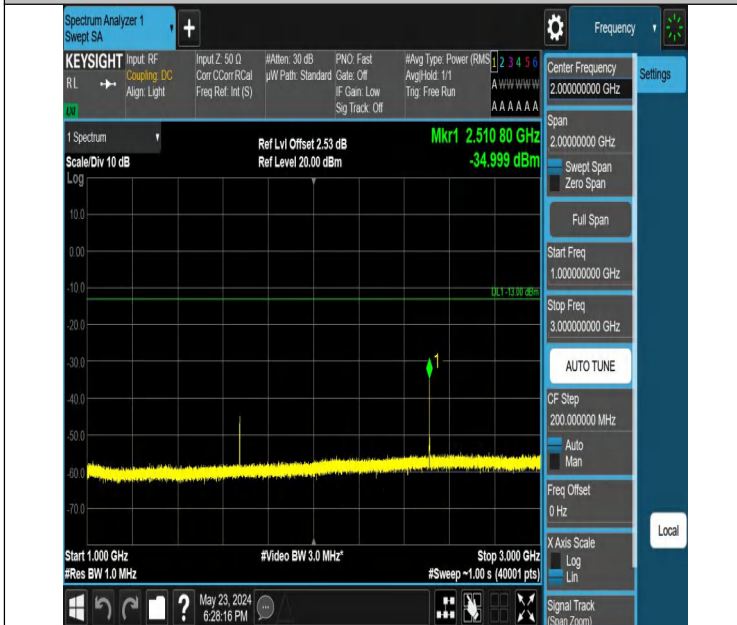 Spectrum Analyzer 1
Swept SA
+
Frequency
KEYSIGHT
RL
Input: RF
Coupling: DC
Align: Light
Input Z: 50 Ω
Corr CCorr RCal
Freq Ref: Int (S)
#Atten: 30 dB
µW Path: Standard
PNO: Fast
Gate: Off
IF Gain: Low
Sig Track: Off
#Avg Type: Power (RMS
Avg|Hold: 1/1
Trig: Free Run
1 2 3 4 5 6
A W W W W W
A A A A A A
1 Spectrum
Scale/Div 10 dB
Ref Lvl Offset 2.53 dB
Ref Level 20.00 dBm
Mkr1 2.510 80 GHz
-34.999 dBm
Log
10.0
0.00
-10.0
DL1 -13.00 dBm
-20.0
-30.0
1
-40.0
-50.0
-60.0
-70.0
Start 1.000 GHz
#Res BW 1.0 MHz
#Video BW 3.0 MHz*
Stop 3.000 GHz
#Sweep ~1.00 s (40001 pts)
?
May 23, 2024
6:28:16 PM
Center Frequency
2.000000000 GHz
Settings
Span
2.00000000 GHz
Swept Span
Zero Span
Full Span
Start Freq
1.000000000 GHz
Stop Freq
3.000000000 GHz
AUTO TUNE
CF Step
200.000000 MHz
Auto
Man
Freq Offset
0 Hz
X Axis Scale
Log
Lin
Local
Signal Track
(Span Zoom)